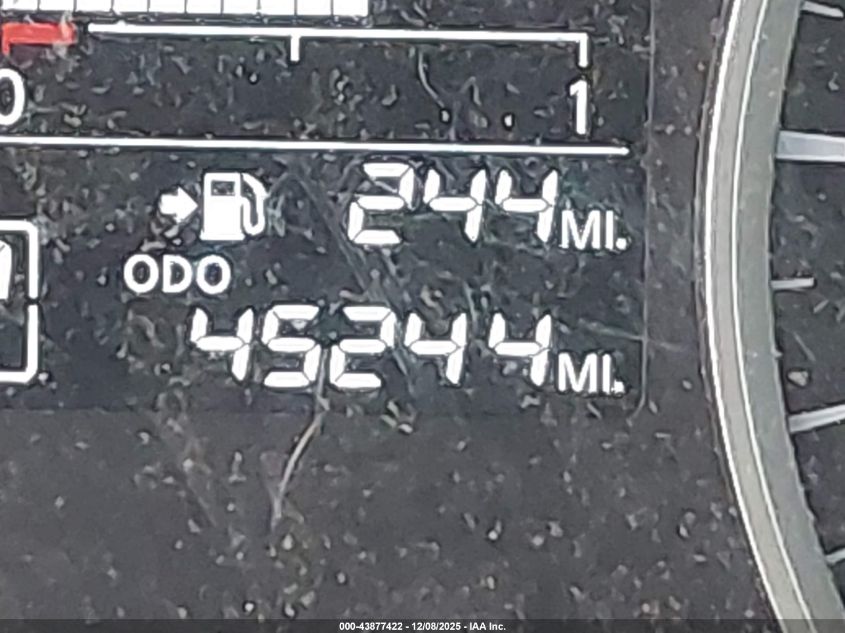 0 1
244 MI.
ODO
45244 MI.
000-43877422 - 12/08/2025 - IAA Inc.